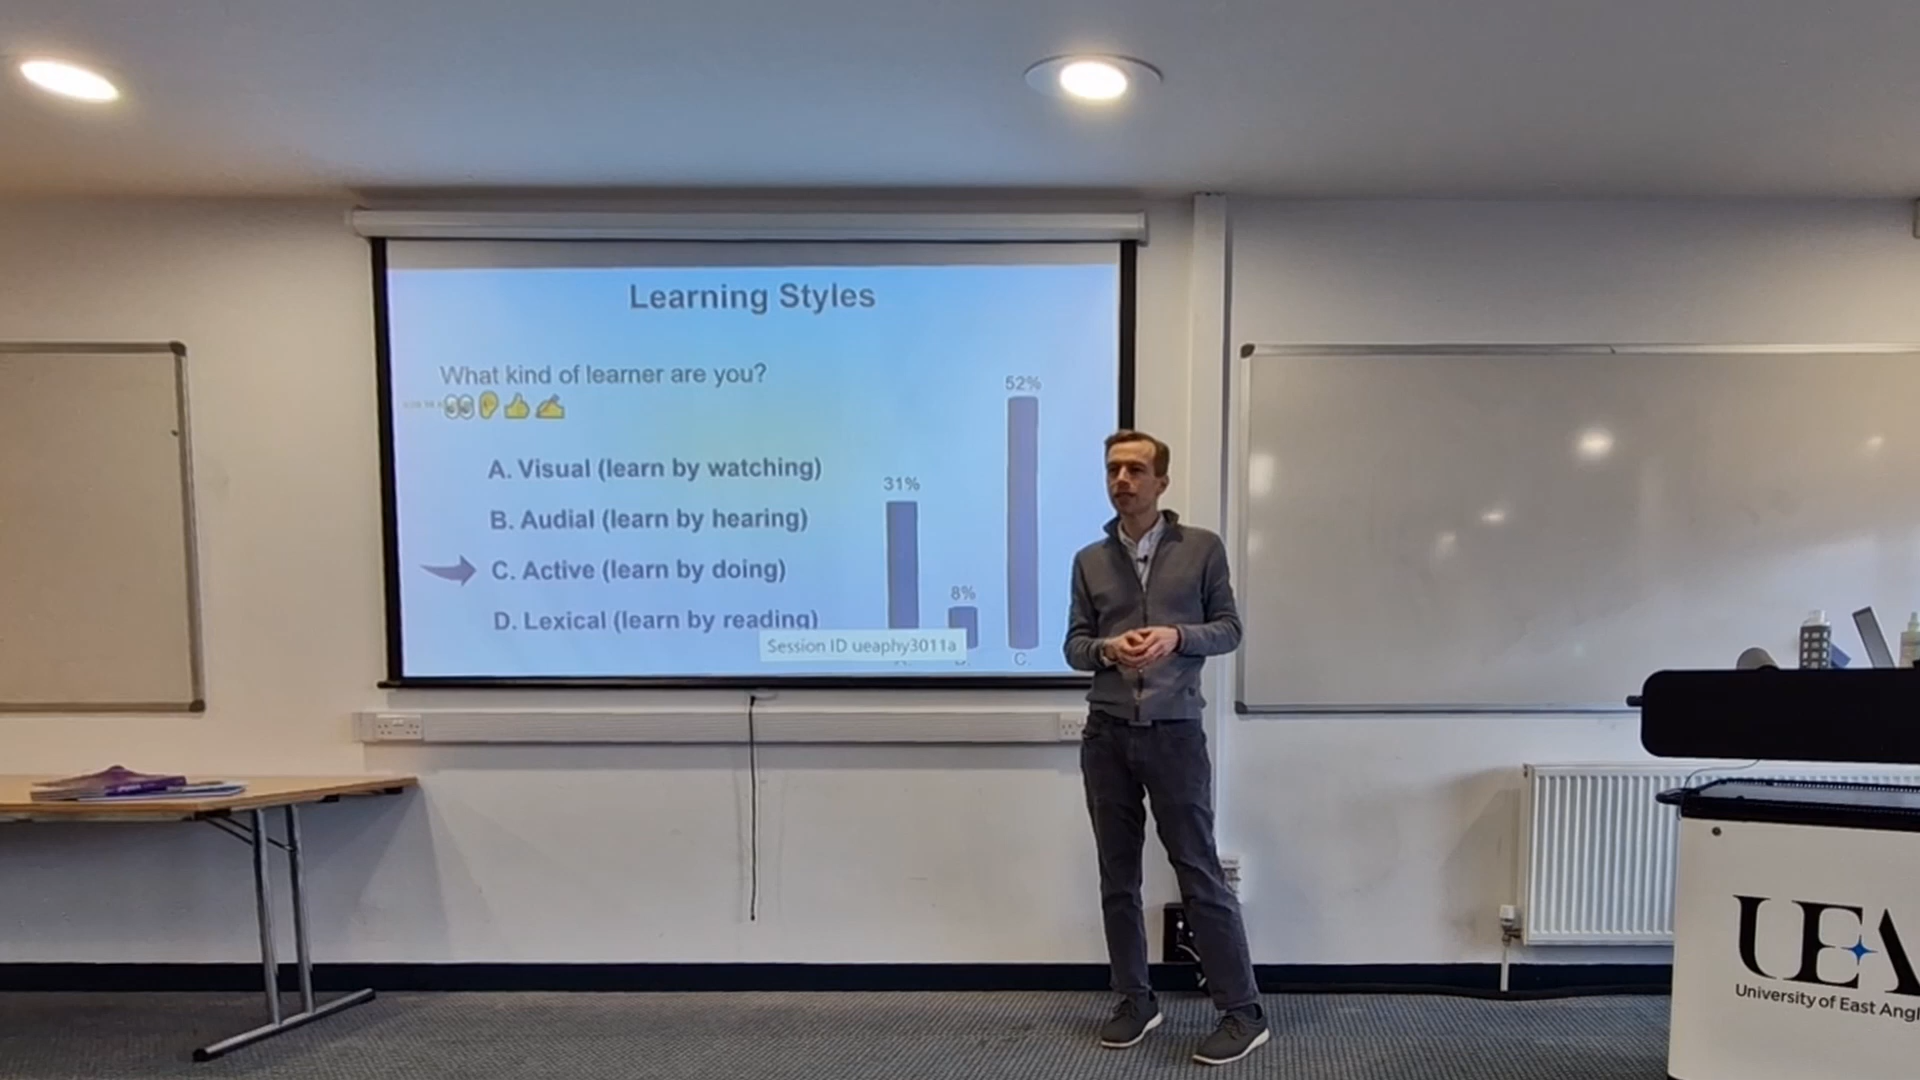 Learning Styles
What kind of learner are you?
A. Visual (learn by watching)
B. Audial (learn by hearing)
C. Active (learn by doing)
D. Lexical (learn by reading)
31%
8%
52%
C.
Session ID ueaphy3011a
UEA
University of East Angl